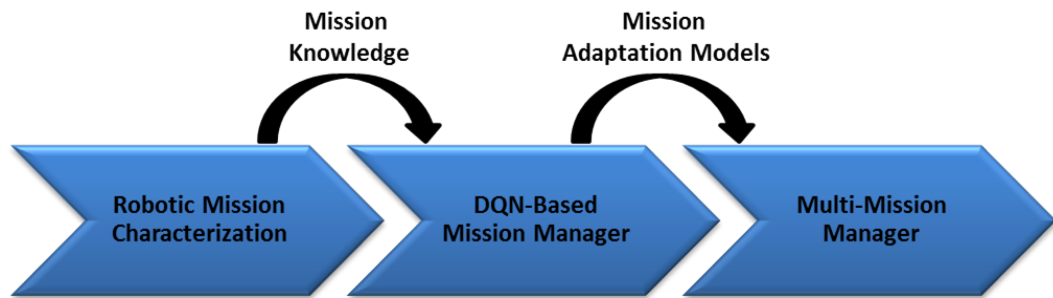 Mission
Knowledge
Mission
Adaptation Models
Robotic Mission
Characterization
DQN-Based
Mission Manager
Multi-Mission
Manager